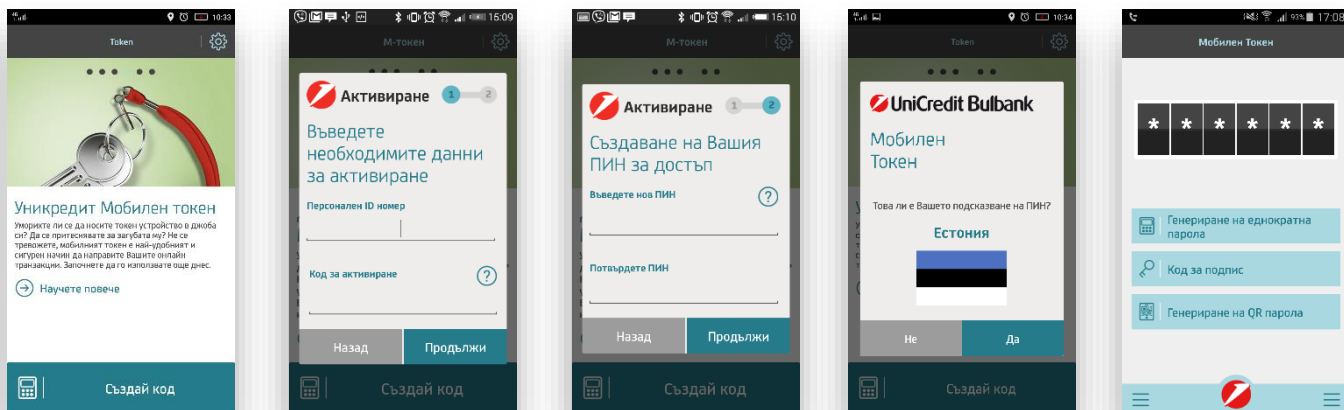 10:33
Token
Уникредит Мобилен токен
Уморихте ли се да носите токен устройство в джоба
си? Да се притеснявате за загубата му? Не се
тревожете, мобилният токен е най-удобният и
сигурен начин да направите Вашите онлайн
транзакции. Започнете да го използвате още днес.
Научете повече
Създай код
15:09
М-токен
Активиране 1 2
Въведете
необходимите данни
за активиране
Персонален ID номер
Код за активиране ?
Назад Продължи
Създай код
15:10
М-токен
Активиране 1 2
Създаване на Вашия
ПИН за достъп
Въведете нов ПИН ?
Потвърдете ПИН
Назад Продължи
Създай код
10:34
Token
UniCredit Bulbank
Мобилен
Токен
Това ли е Вашето подсказване на ПИН?
Естония
Не Да
Създай код
93% 17:08
Мобилен Токен
* * * * * *
Генериране на еднократна
парола
Код за подпис
Генериране на QR парола